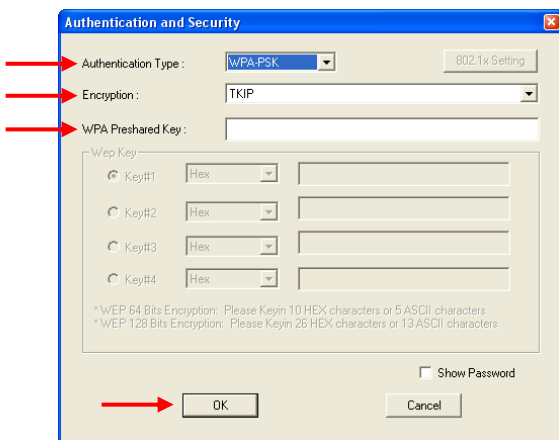 Authentication and Security
Authentication Type : WPA-PSK 802.1x Setting
Encryption : TKIP
WPA Preshared Key :
Wep Key
Key#1 Hex
Key#2 Hex
Key#3 Hex
Key#4 Hex
* WEP 64 Bits Encryption: Please Keyin 10 HEX characters or 5 ASCII characters
* WEP 128 Bits Encryption: Please Keyin 26 HEX characters or 13 ASCII characters
Show Password
OK Cancel